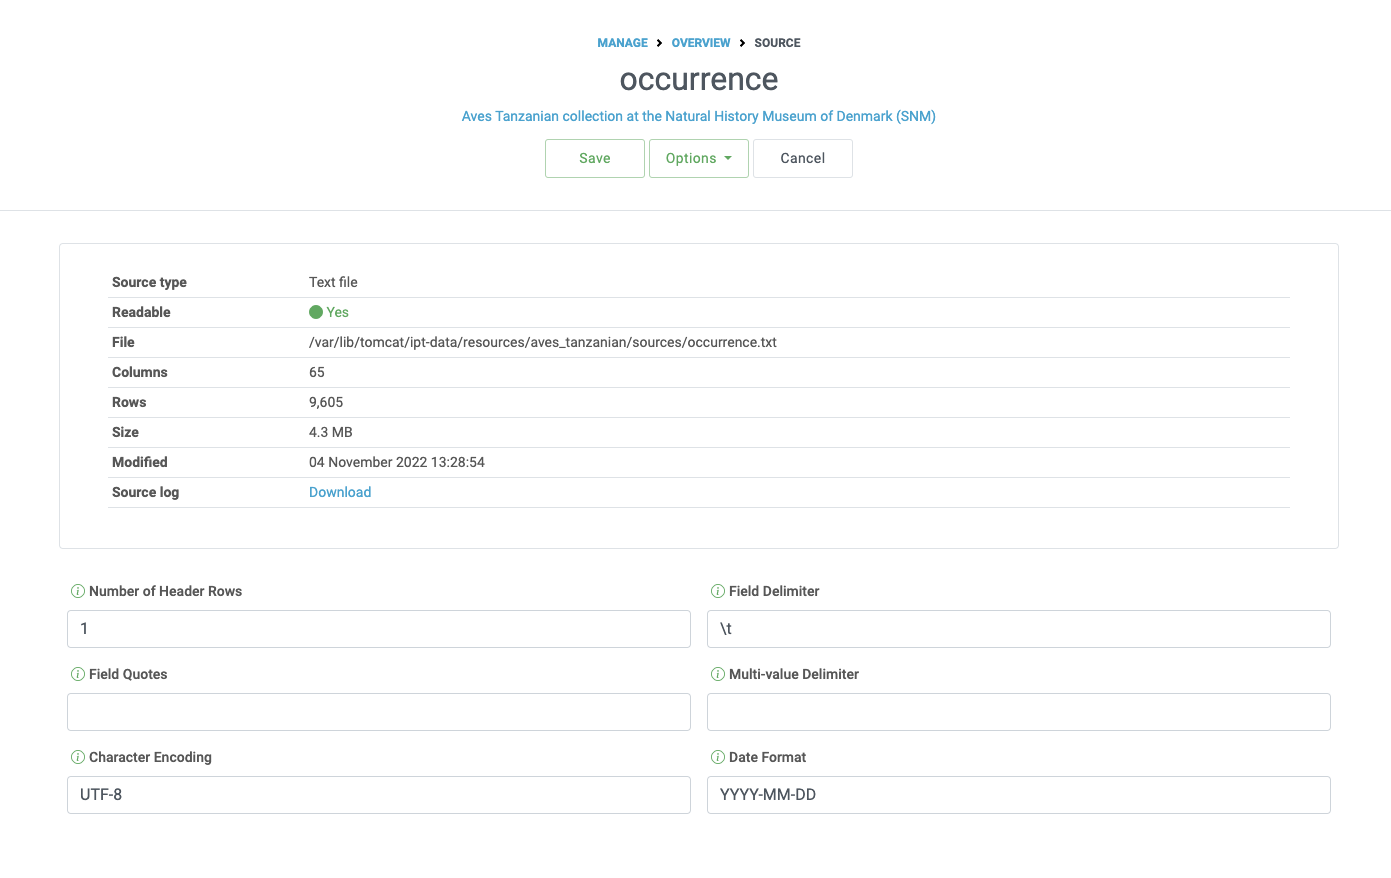 MANAGE > OVERVIEW > SOURCE
occurrence
Aves Tanzanian collection at the Natural History Museum of Denmark (SNM)
Save Options Cancel
Source type Text file
Readable Yes
File /var/lib/tomcat/ipt-data/resources/aves_tanzanian/sources/occurrence.txt
Columns 65
Rows 9,605
Size 4.3 MB
Modified 04 November 2022 13:28:54
Source log Download
Number of Header Rows Field Delimiter
1 \t
Field Quotes Multi-value Delimiter
Character Encoding Date Format
UTF-8 YYYY-MM-DD